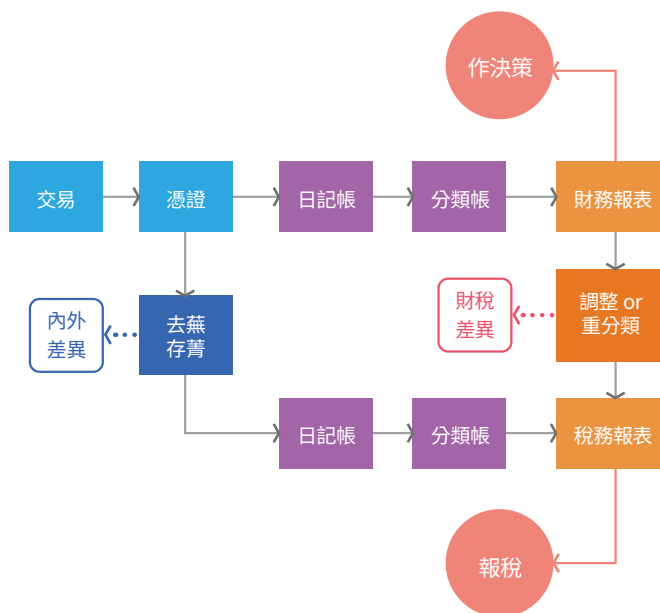 作決策
交易
憑證
日記帳
分類帳
財務報表
內外
差異
去蕪
存菁
財稅
差異
調整 or
重分類
日記帳
分類帳
稅務報表
報稅